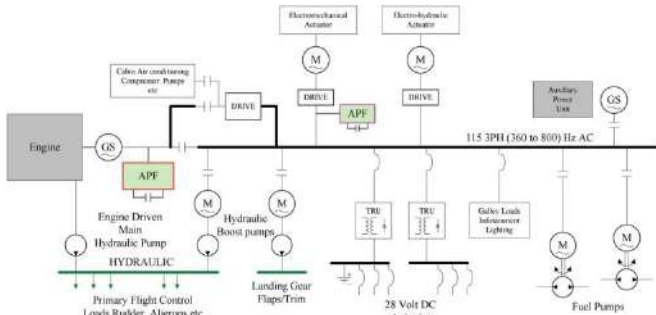 Electromechanical
Actuator
Electro-hydraulic
Actuator
M
M
Cabin Air conditioning
Compressor Pumps
etc
DRIVE
DRIVE
DRIVE
APF
Auxiliary
Power
Unit
GS
115 3PH (360 to 800) Hz AC
Engine
GS
APF
M
M
TRU
TRU
Galley Loads
Infotainment
Lighting
M
M
Engine Driven
Main
Hydraulic Pump
Hydraulic
Boost pumps
HYDRAULIC
Primary Flight Control
Loads Rudder, Ailerons etc
Landing Gear
Flaps/Trim
28 Volt DC
Fuel Pumps